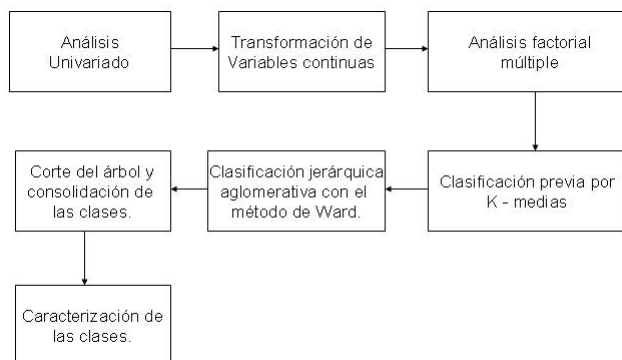 Análisis
Univariado
Transformación de
Variables continuas
Análisis factorial
múltiple
Corte del árbol y
consolidación de
las clases.
Clasificación jerárquica
aglomerativa con el
método de Ward.
Clasificación previa por
K - medias
Caracterización de
las clases.